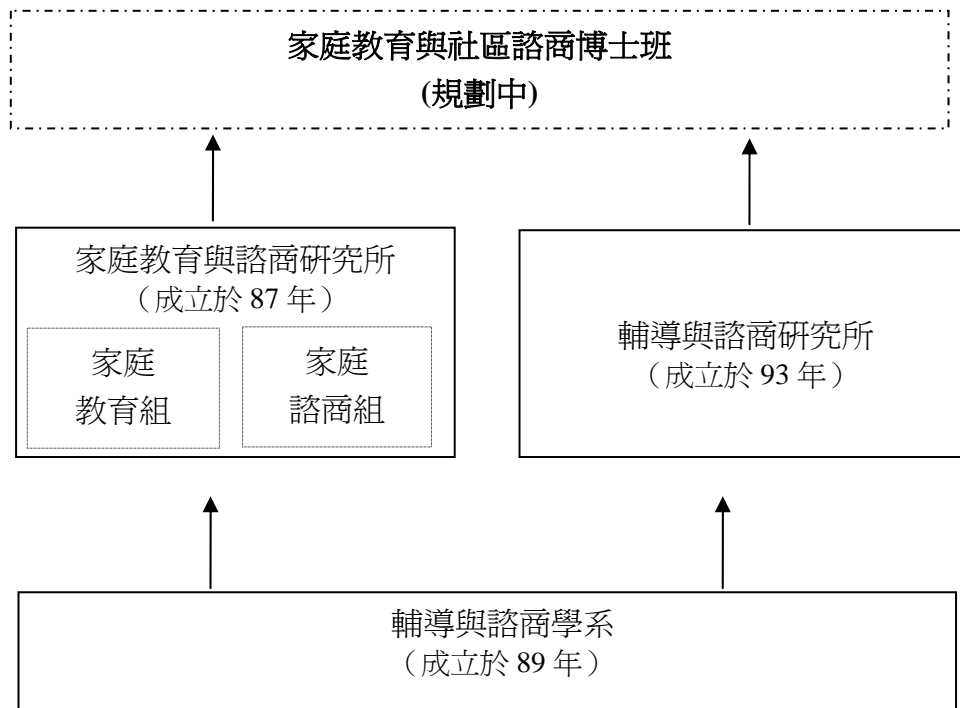 家庭教育與社區諮商博士班
(規劃中)
家庭教育與諮商研究所
（成立於 87 年）
家庭
教育組
家庭
諮商組
輔導與諮商研究所
（成立於 93 年）
輔導與諮商學系
（成立於 89 年）